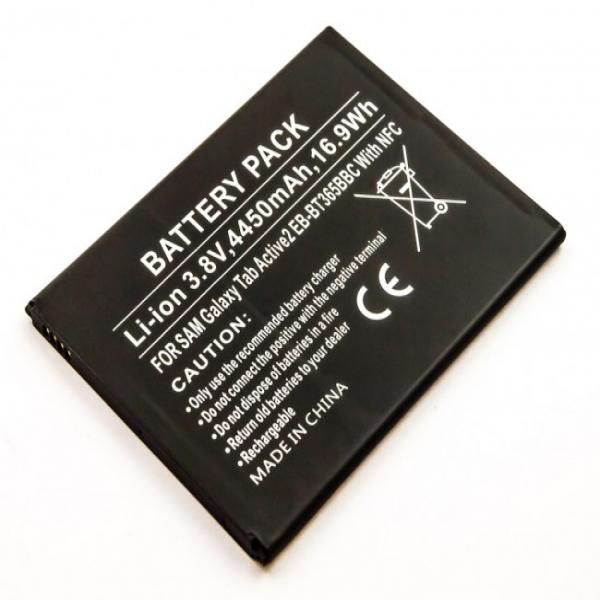 BATTERY PACK
Li-ion 3.8V,4450mAh,16.9Wh
FOR SAM Galaxy Tab Active2 EB-BT365BBC With NFC
CAUTION:
•Only use the recommended battery charger
•Do not connect the positive with the negative terminal
•Do not dispose of batteries in a fire
•Return old batteries to your dealer
•Rechargeable
MADE IN CHINA
CE